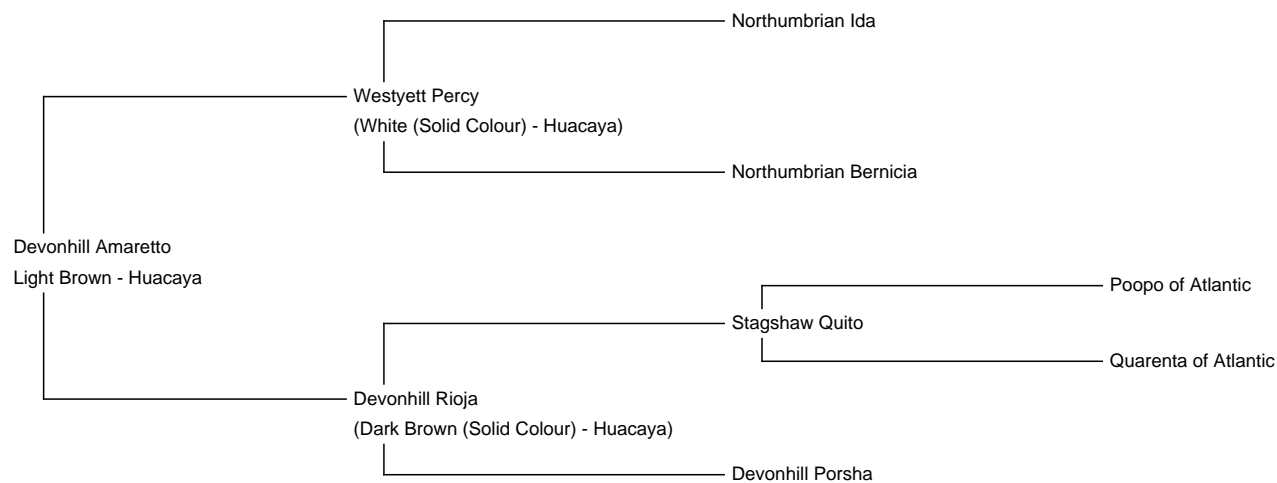 Northumbrian Ida
Westyett Percy
(White (Solid Colour) - Huacaya)
Northumbrian Bernicia
Devonhill Amaretto
Light Brown - Huacaya
Poopo of Atlantic
Stagshaw Quito
Quarenta of Atlantic
Devonhill Rioja
(Dark Brown (Solid Colour) - Huacaya)
Devonhill Porsha